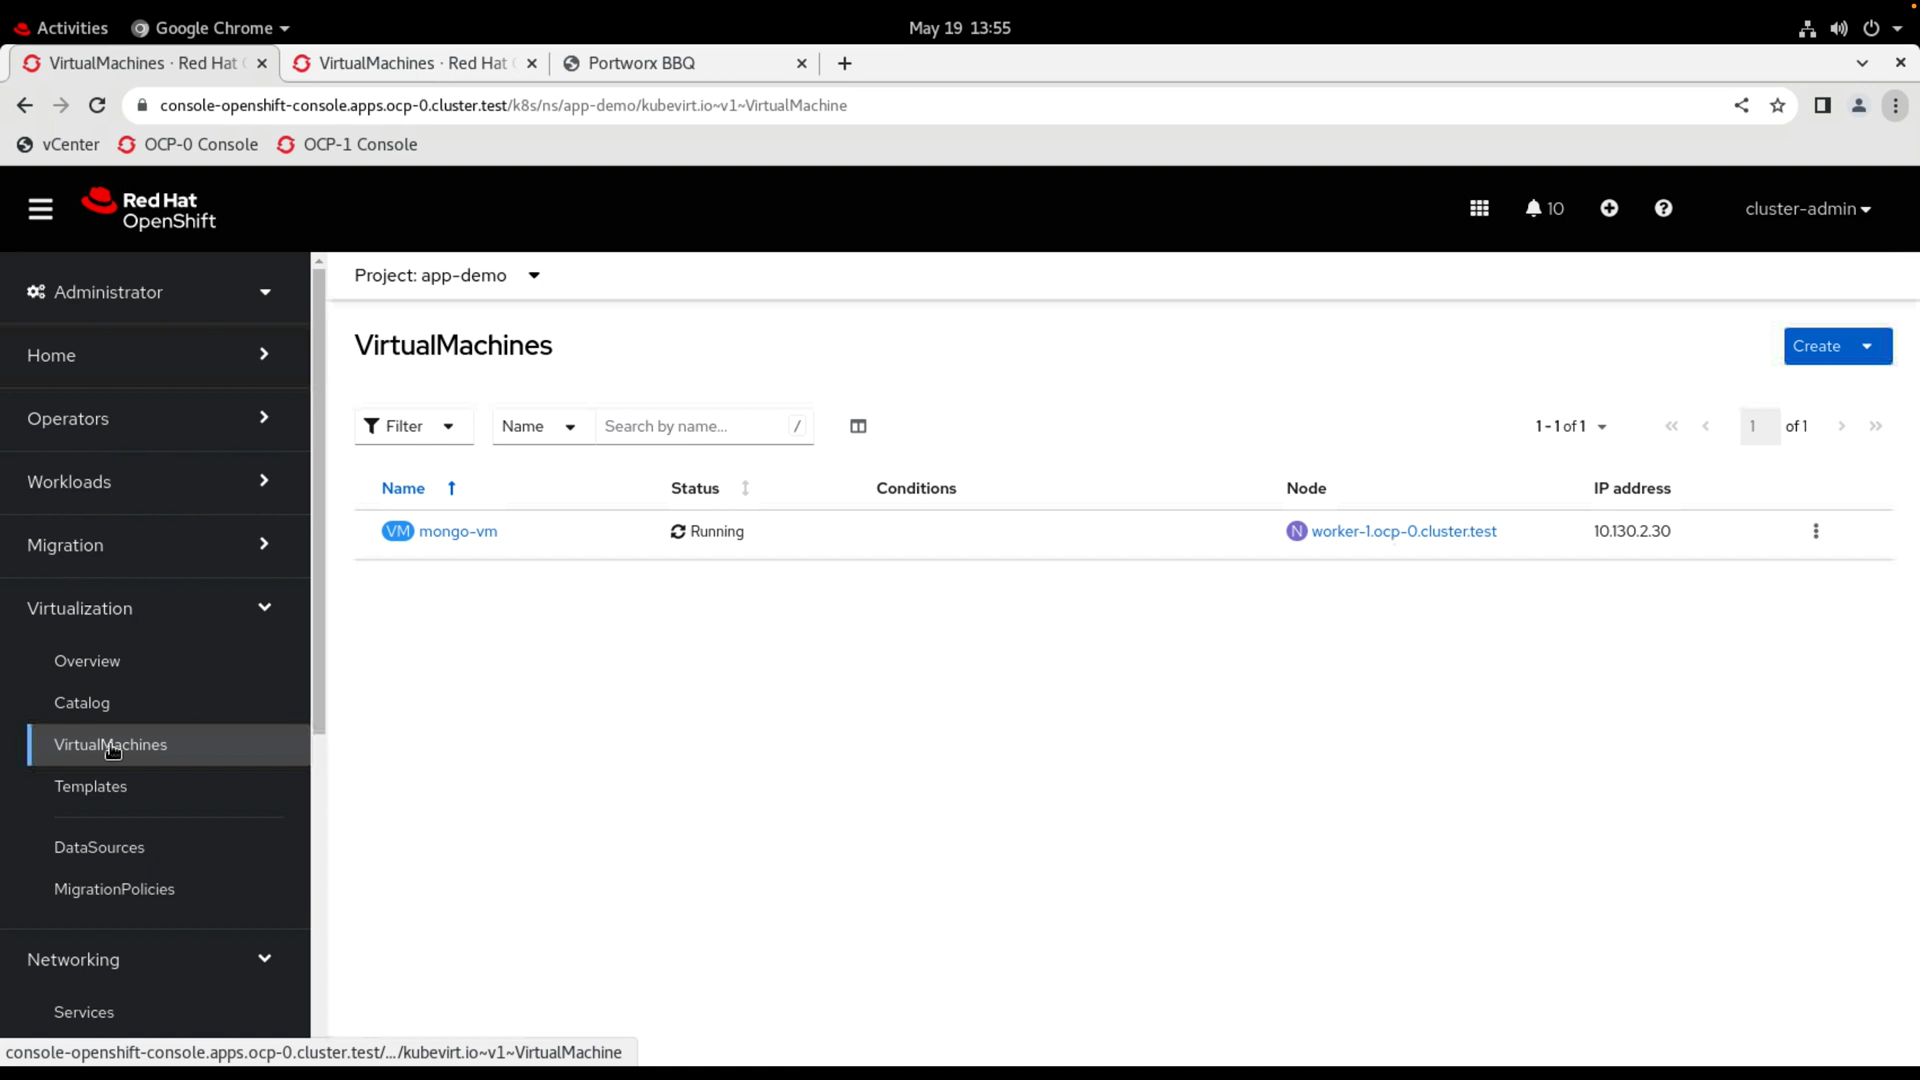 Activities Google Chrome May 19 13:55
VirtualMachines · Red Hat VirtualMachines · Red Hat Portworx BBQ
console-openshift-console.apps.ocp-0.cluster.test/k8s/ns/app-demo/kubevirt.io~v1~VirtualMachine
vCenter OCP-0 Console OCP-1 Console
Red Hat
OpenShift
10 cluster-admin
Administrator
Home
Operators
Workloads
Migration
Virtualization
Overview
Catalog
VirtualMachines
Templates
DataSources
MigrationPolicies
Networking
Services
Project: app-demo
VirtualMachines
Create
Filter Name Search by name... / 1 - 1 of 1 1 of 1
Name Status Conditions Node IP address
VM mongo-vm Running N worker-1.ocp-0.cluster.test 10.130.2.30
console-openshift-console.apps.ocp-0.cluster.test/.../kubevirt.io~v1~VirtualMachine